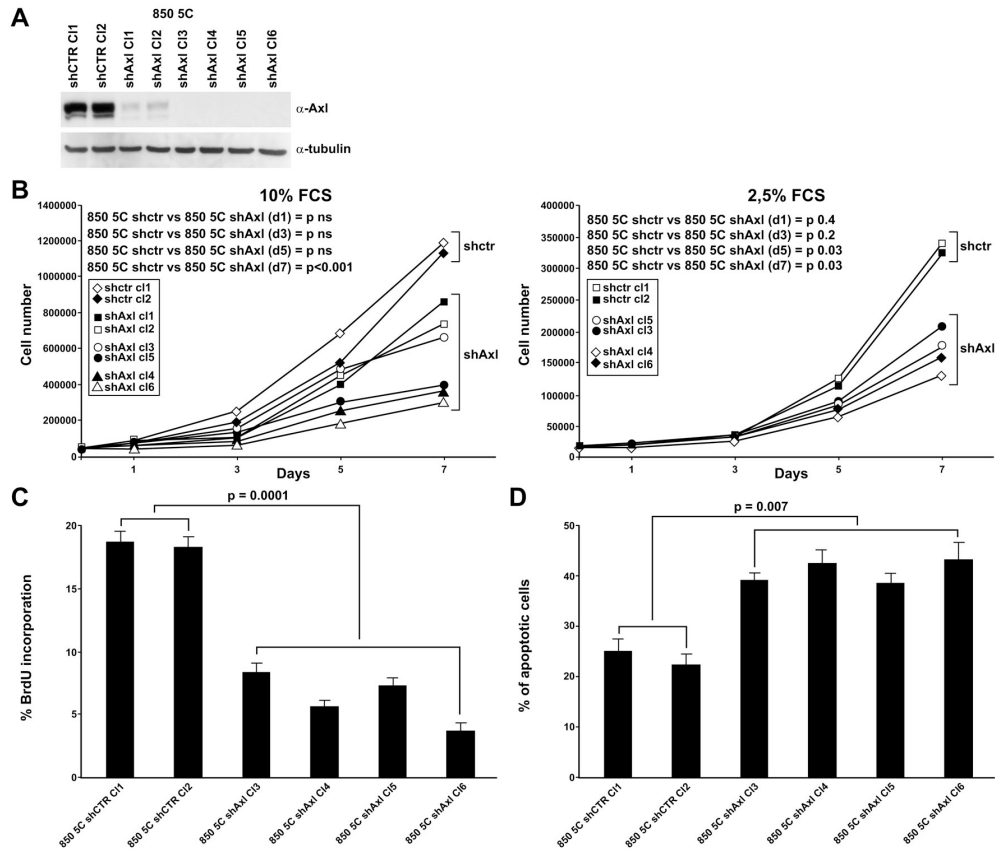 A
850 5C
shCTR Cl1
shCTR Cl2
shAxl Cl1
shAxl Cl2
shAxl Cl3
shAxl Cl4
shAxl Cl5
shAxl Cl6
α-Axl
α-tubulin
B
10% FCS
850 5C shctr vs 850 5C shAxl (d1) = p ns
850 5C shctr vs 850 5C shAxl (d3) = p ns
850 5C shctr vs 850 5C shAxl (d5) = p ns
850 5C shctr vs 850 5C shAxl (d7) = p<0.001
Cell number
1400000
1200000
1000000
800000
600000
400000
200000
0
shctr cl1
shctr cl2
shAxl cl1
shAxl cl2
shAxl cl3
shAxl cl5
shAxl cl4
shAxl cl6
shctr
shAxl
1
3
5
7
Days
2,5% FCS
850 5C shctr vs 850 5C shAxl (d1) = p 0.4
850 5C shctr vs 850 5C shAxl (d3) = p 0.2
850 5C shctr vs 850 5C shAxl (d5) = p 0.03
850 5C shctr vs 850 5C shAxl (d7) = p 0.03
Cell number
400000
350000
300000
250000
200000
150000
100000
50000
0
shctr cl1
shctr cl2
shAxl cl5
shAxl cl3
shAxl cl4
shAxl cl6
shctr
shAxl
1
3
5
7
Days
C
p = 0.0001
% BrdU incorporation
20
15
10
5
0
850 5C shCTR Cl1
850 5C shCTR Cl2
850 5C shAxl Cl3
850 5C shAxl Cl4
850 5C shAxl Cl5
850 5C shAxl Cl6
D
p = 0.007
% of apoptotic cells
50
40
30
20
10
0
850 5C shCTR Cl1
850 5C shCTR Cl2
850 5C shAxl Cl3
850 5C shAxl Cl4
850 5C shAxl Cl5
850 5C shAxl Cl6